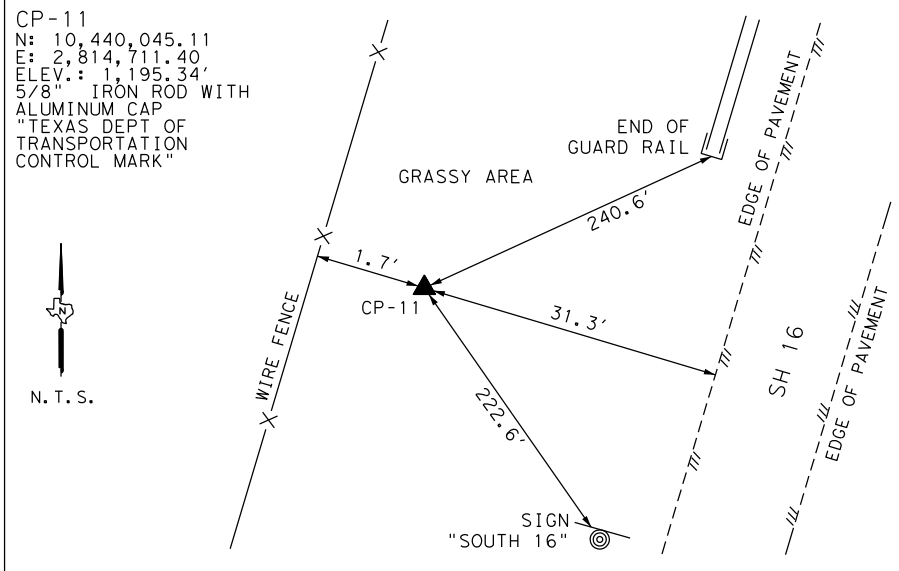 CP-11
N: 10,440,045.11
E: 2,814,711.40
ELEV.: 1,195.34'
5/8" IRON ROD WITH
ALUMINUM CAP
"TEXAS DEPT OF
TRANSPORTATION
CONTROL MARK"
END OF
GUARD RAIL
EDGE OF PAVEMENT
GRASSY AREA
240.6'
1.7'
CP-11
31.3'
WIRE FENCE
N
N.T.S.
222.6'
SH 16
EDGE OF PAVEMENT
SIGN
"SOUTH 16"